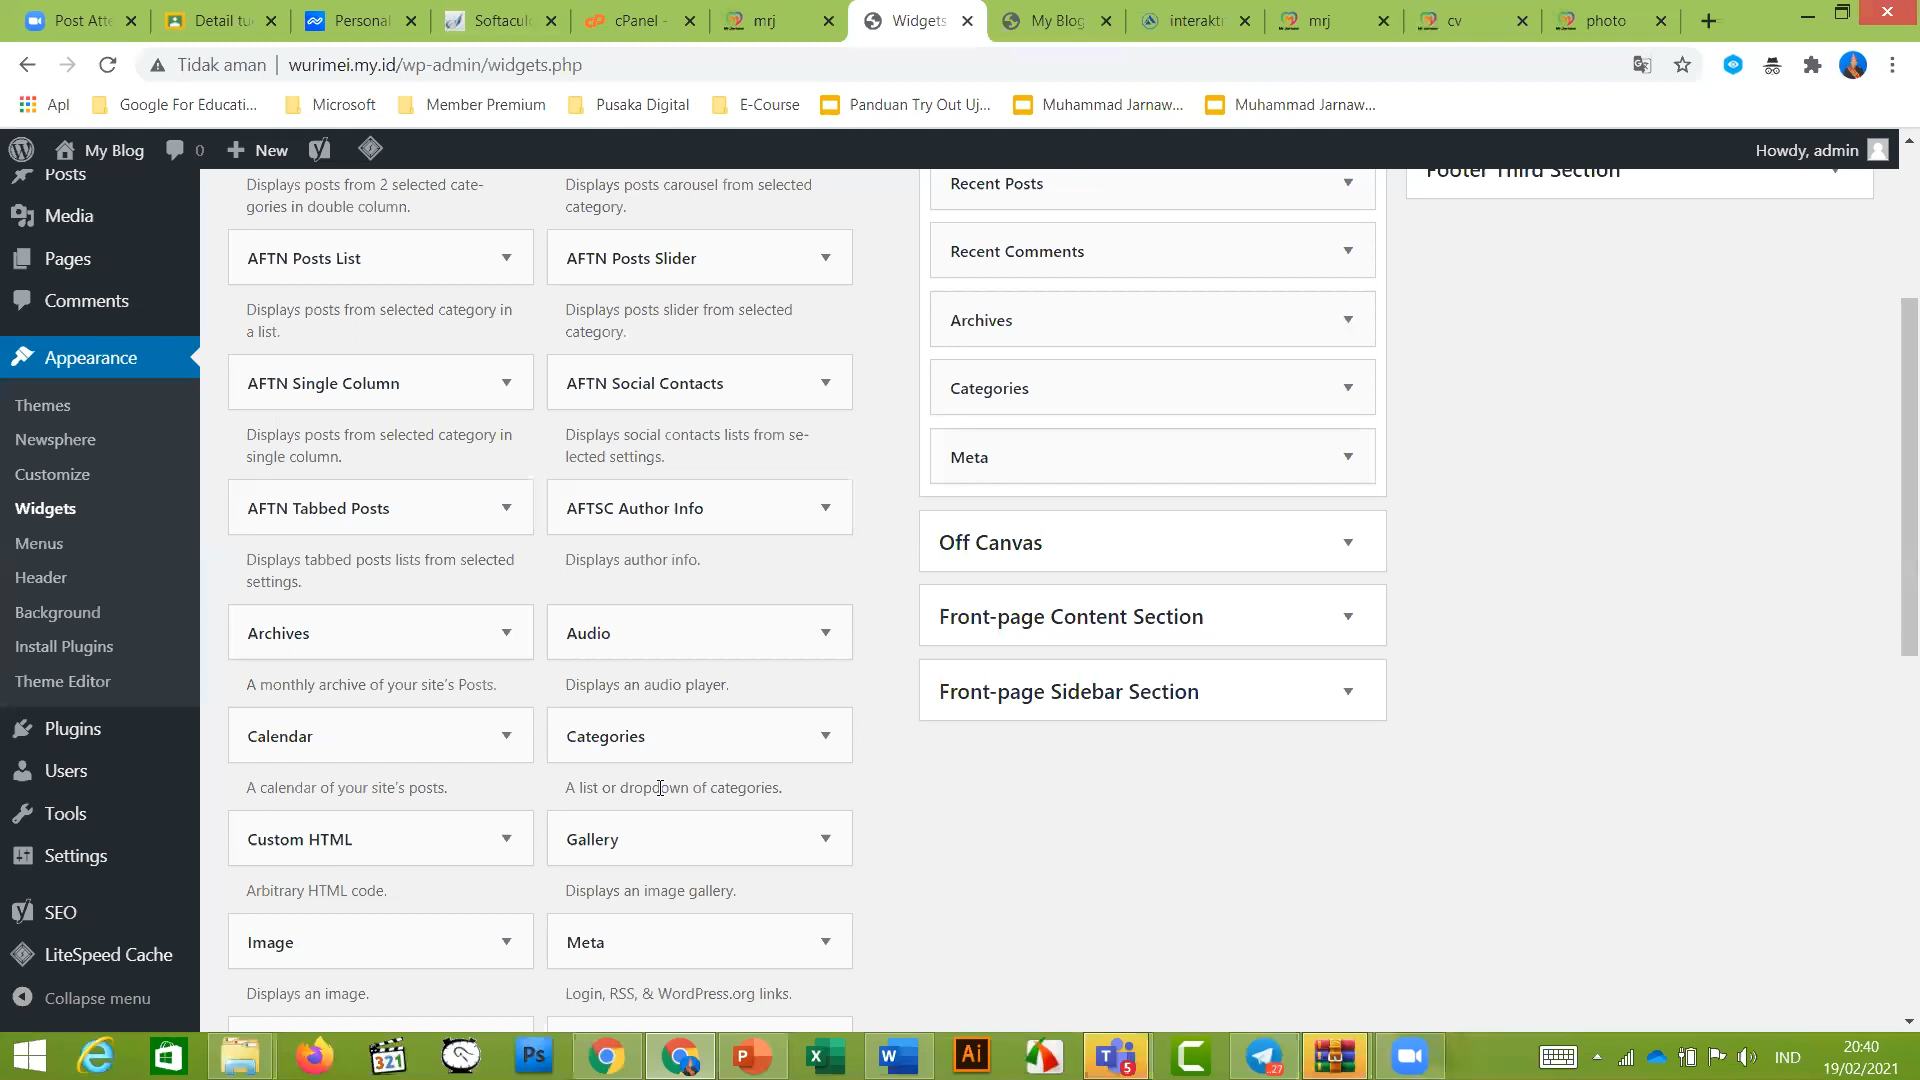 Post Atte
Detail tu
Personal
Softacul
cPanel -
mrj
Widgets
My Blog
interakti
mrj
cv
photo
Tidak aman | wurimei.my.id/wp-admin/widgets.php
Apl
Google For Educati...
Microsoft
Member Premium
Pusaka Digital
E-Course
Panduan Try Out Uj...
Muhammad Jarnaw...
Muhammad Jarnaw...
My Blog
0
New
Howdy, admin
Posts
Media
Pages
Comments
Appearance
Themes
Newsphere
Customize
Widgets
Menus
Header
Background
Install Plugins
Theme Editor
Plugins
Users
Tools
Settings
SEO
LiteSpeed Cache
Collapse menu
Displays posts from 2 selected cate-
gories in double column.
Displays posts carousel from selected
category.
AFTN Posts List
AFTN Posts Slider
Displays posts from selected category in
a list.
Displays posts slider from selected
category.
AFTN Single Column
AFTN Social Contacts
Displays posts from selected category in
single column.
Displays social contacts lists from se-
lected settings.
AFTN Tabbed Posts
AFTSC Author Info
Displays tabbed posts lists from selected
settings.
Displays author info.
Archives
Audio
A monthly archive of your site's Posts.
Displays an audio player.
Calendar
Categories
A calendar of your site's posts.
A list or dropdown of categories.
Custom HTML
Gallery
Arbitrary HTML code.
Displays an image gallery.
Image
Meta
Displays an image.
Login, RSS, & WordPress.org links.
Recent Posts
Recent Comments
Archives
Categories
Meta
Off Canvas
Front-page Content Section
Front-page Sidebar Section
Footer Third Section
321
Ps
Ai
5
27
IND
20:40
19/02/2021